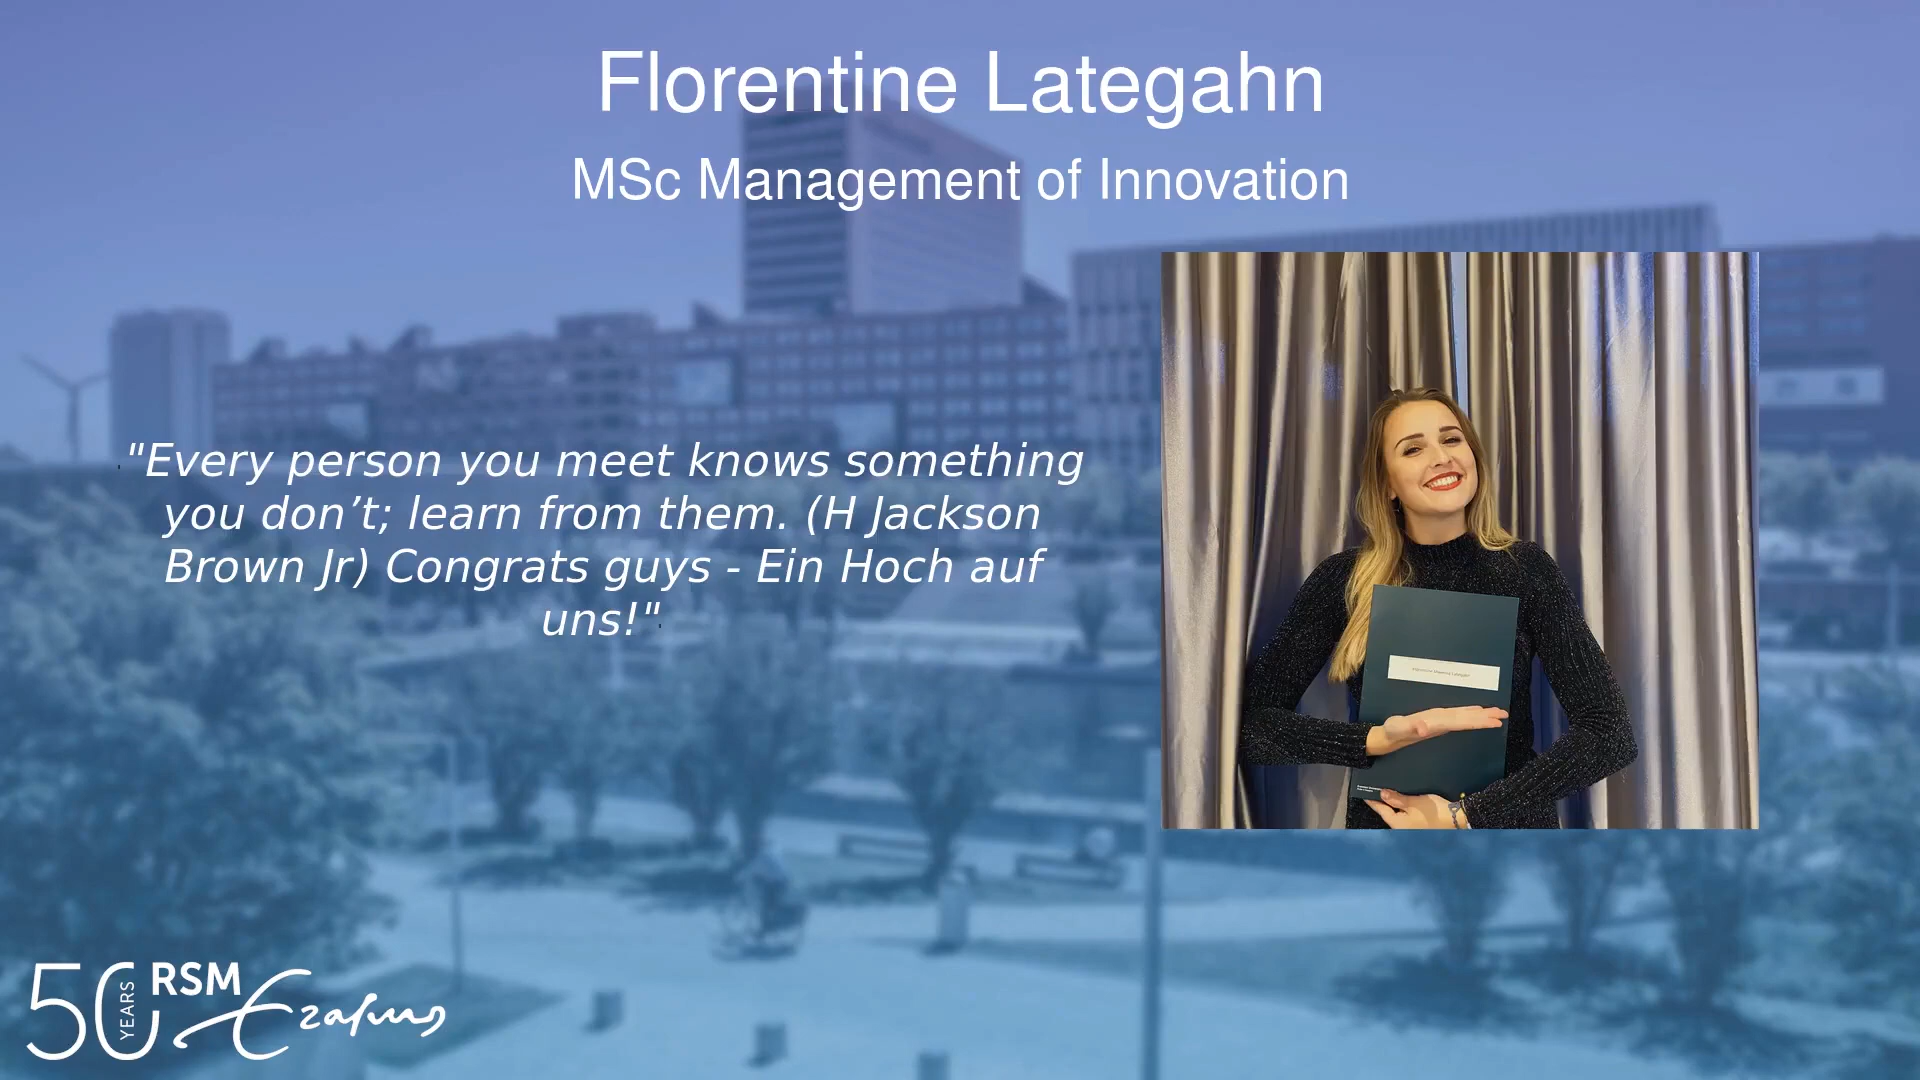 Florentine Lategahn
MSc Management of Innovation
"Every person you meet knows something
you don’t; learn from them. (H Jackson
Brown Jr) Congrats guys - Ein Hoch auf
uns!"
50 YEARS RSM Erasmus